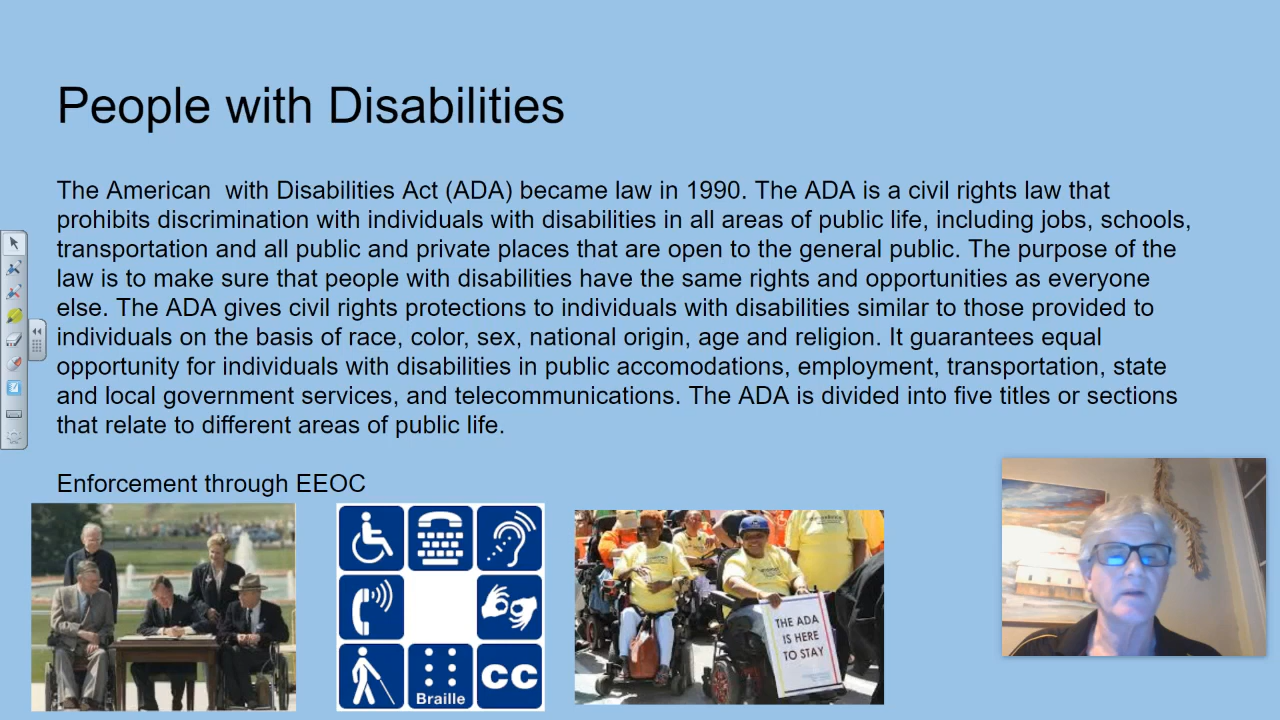 People with Disabilities
The American  with Disabilities Act (ADA) became law in 1990. The ADA is a civil rights law that
prohibits discrimination with individuals with disabilities in all areas of public life, including jobs, schools,
transportation and all public and private places that are open to the general public. The purpose of the
law is to make sure that people with disabilities have the same rights and opportunities as everyone
else. The ADA gives civil rights protections to individuals with disabilities similar to those provided to
individuals on the basis of race, color, sex, national origin, age and religion. It guarantees equal
opportunity for individuals with disabilities in public accomodations, employment, transportation, state
and local government services, and telecommunications. The ADA is divided into five titles or sections
that relate to different areas of public life.
Enforcement through EEOC
Braille
CC
THE ADA
IS HERE
TO STAY